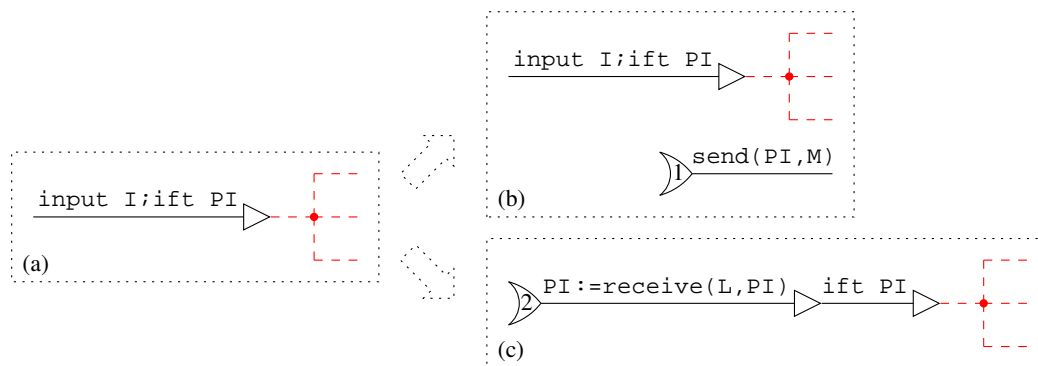 input I;ift PI
(a)
input I;ift PI
send(PI,M)
1
(b)
PI:=receive(L,PI)
ift PI
2
(c)